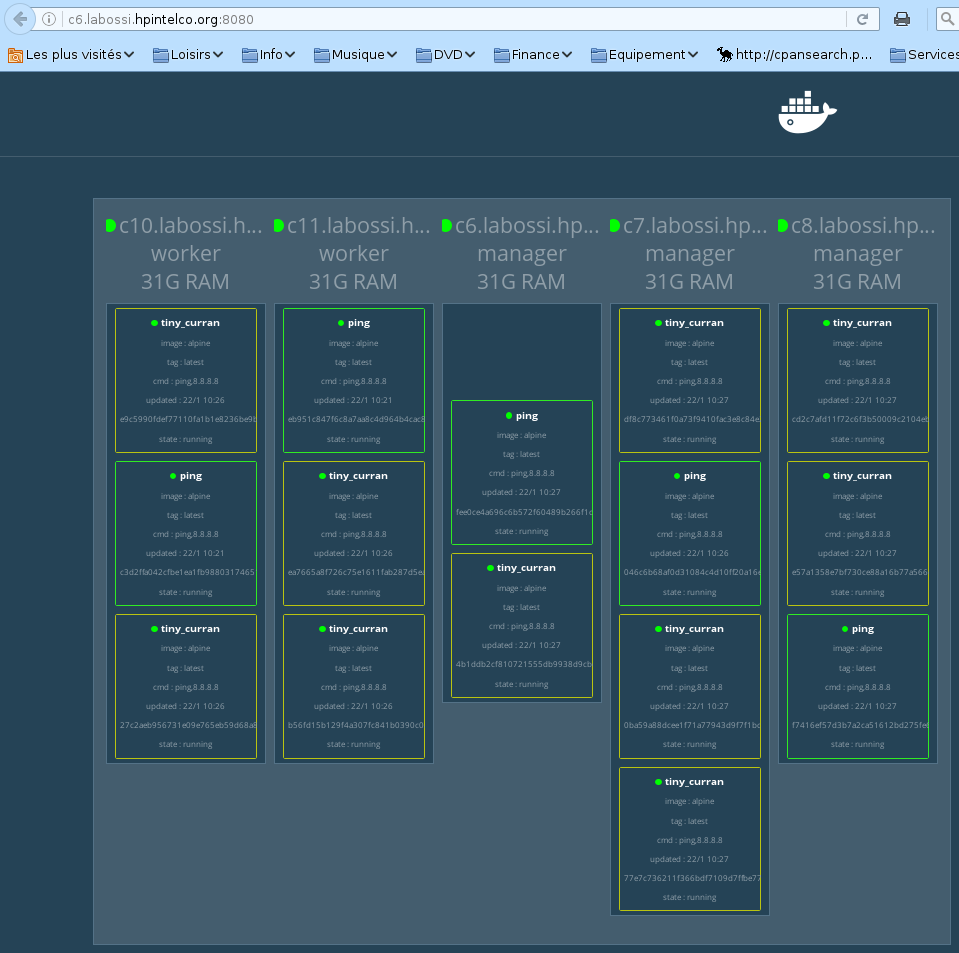 c6.labossi.hpintelco.org:8080
Les plus visités Loisirs Info Musique DVD Finance Equipement http://cpansearch.p... Services
c10.labossi.h...
worker
31G RAM
tiny_curran
image : alpine
tag : latest
cmd : ping,8.8.8.8
updated : 22/1 10:26
e9c5990fdef77110fa1b1e8236be9b
state : running
ping
image : alpine
tag : latest
cmd : ping,8.8.8.8
updated : 22/1 10:21
c3d2ffa042cfbe1ea1fb9880317465
state : running
tiny_curran
image : alpine
tag : latest
cmd : ping,8.8.8.8
updated : 22/1 10:26
27c2aeb956731e09e765eb59d68a8
state : running
c11.labossi.h...
worker
31G RAM
ping
image : alpine
tag : latest
cmd : ping,8.8.8.8
updated : 22/1 10:21
eb951c847f6c8a7aa8c4d964b4cac8
state : running
tiny_curran
image : alpine
tag : latest
cmd : ping,8.8.8.8
updated : 22/1 10:26
ea7665a8f726c75e1611fab287d5ea
state : running
tiny_curran
image : alpine
tag : latest
cmd : ping,8.8.8.8
updated : 22/1 10:26
b56fd15b129f4a307fc841b0390c0
state : running
c6.labossi.hp...
manager
31G RAM
ping
image : alpine
tag : latest
cmd : ping,8.8.8.8
updated : 22/1 10:27
fee0ce4a696c6b572f60489b266f1c
state : running
tiny_curran
image : alpine
tag : latest
cmd : ping,8.8.8.8
updated : 22/1 10:27
4b1ddb2cf810721555db9938d9cb
state : running
c7.labossi.hp...
manager
31G RAM
tiny_curran
image : alpine
tag : latest
cmd : ping,8.8.8.8
updated : 22/1 10:27
df8c773461f0a73f9410fac3e8c84e
state : running
ping
image : alpine
tag : latest
cmd : ping,8.8.8.8
updated : 22/1 10:26
046c6b68af0d31084c4d10ff20a16e
state : running
tiny_curran
image : alpine
tag : latest
cmd : ping,8.8.8.8
updated : 22/1 10:27
0ba59a88dcee1f71a77943d9f7f1bc
state : running
tiny_curran
image : alpine
tag : latest
cmd : ping,8.8.8.8
updated : 22/1 10:27
77e7c736211f366bdf7109d7ffbe77
state : running
c8.labossi.hp...
manager
31G RAM
tiny_curran
image : alpine
tag : latest
cmd : ping,8.8.8.8
updated : 22/1 10:27
cd2c7afd11f72c6f3b50009c2104eb
state : running
tiny_curran
image : alpine
tag : latest
cmd : ping,8.8.8.8
updated : 22/1 10:27
e57a1358e7bf730ce88a16b77a566
state : running
ping
image : alpine
tag : latest
cmd : ping,8.8.8.8
updated : 22/1 10:27
f7416ef57d3b7a2ca51612bd275fe6
state : running